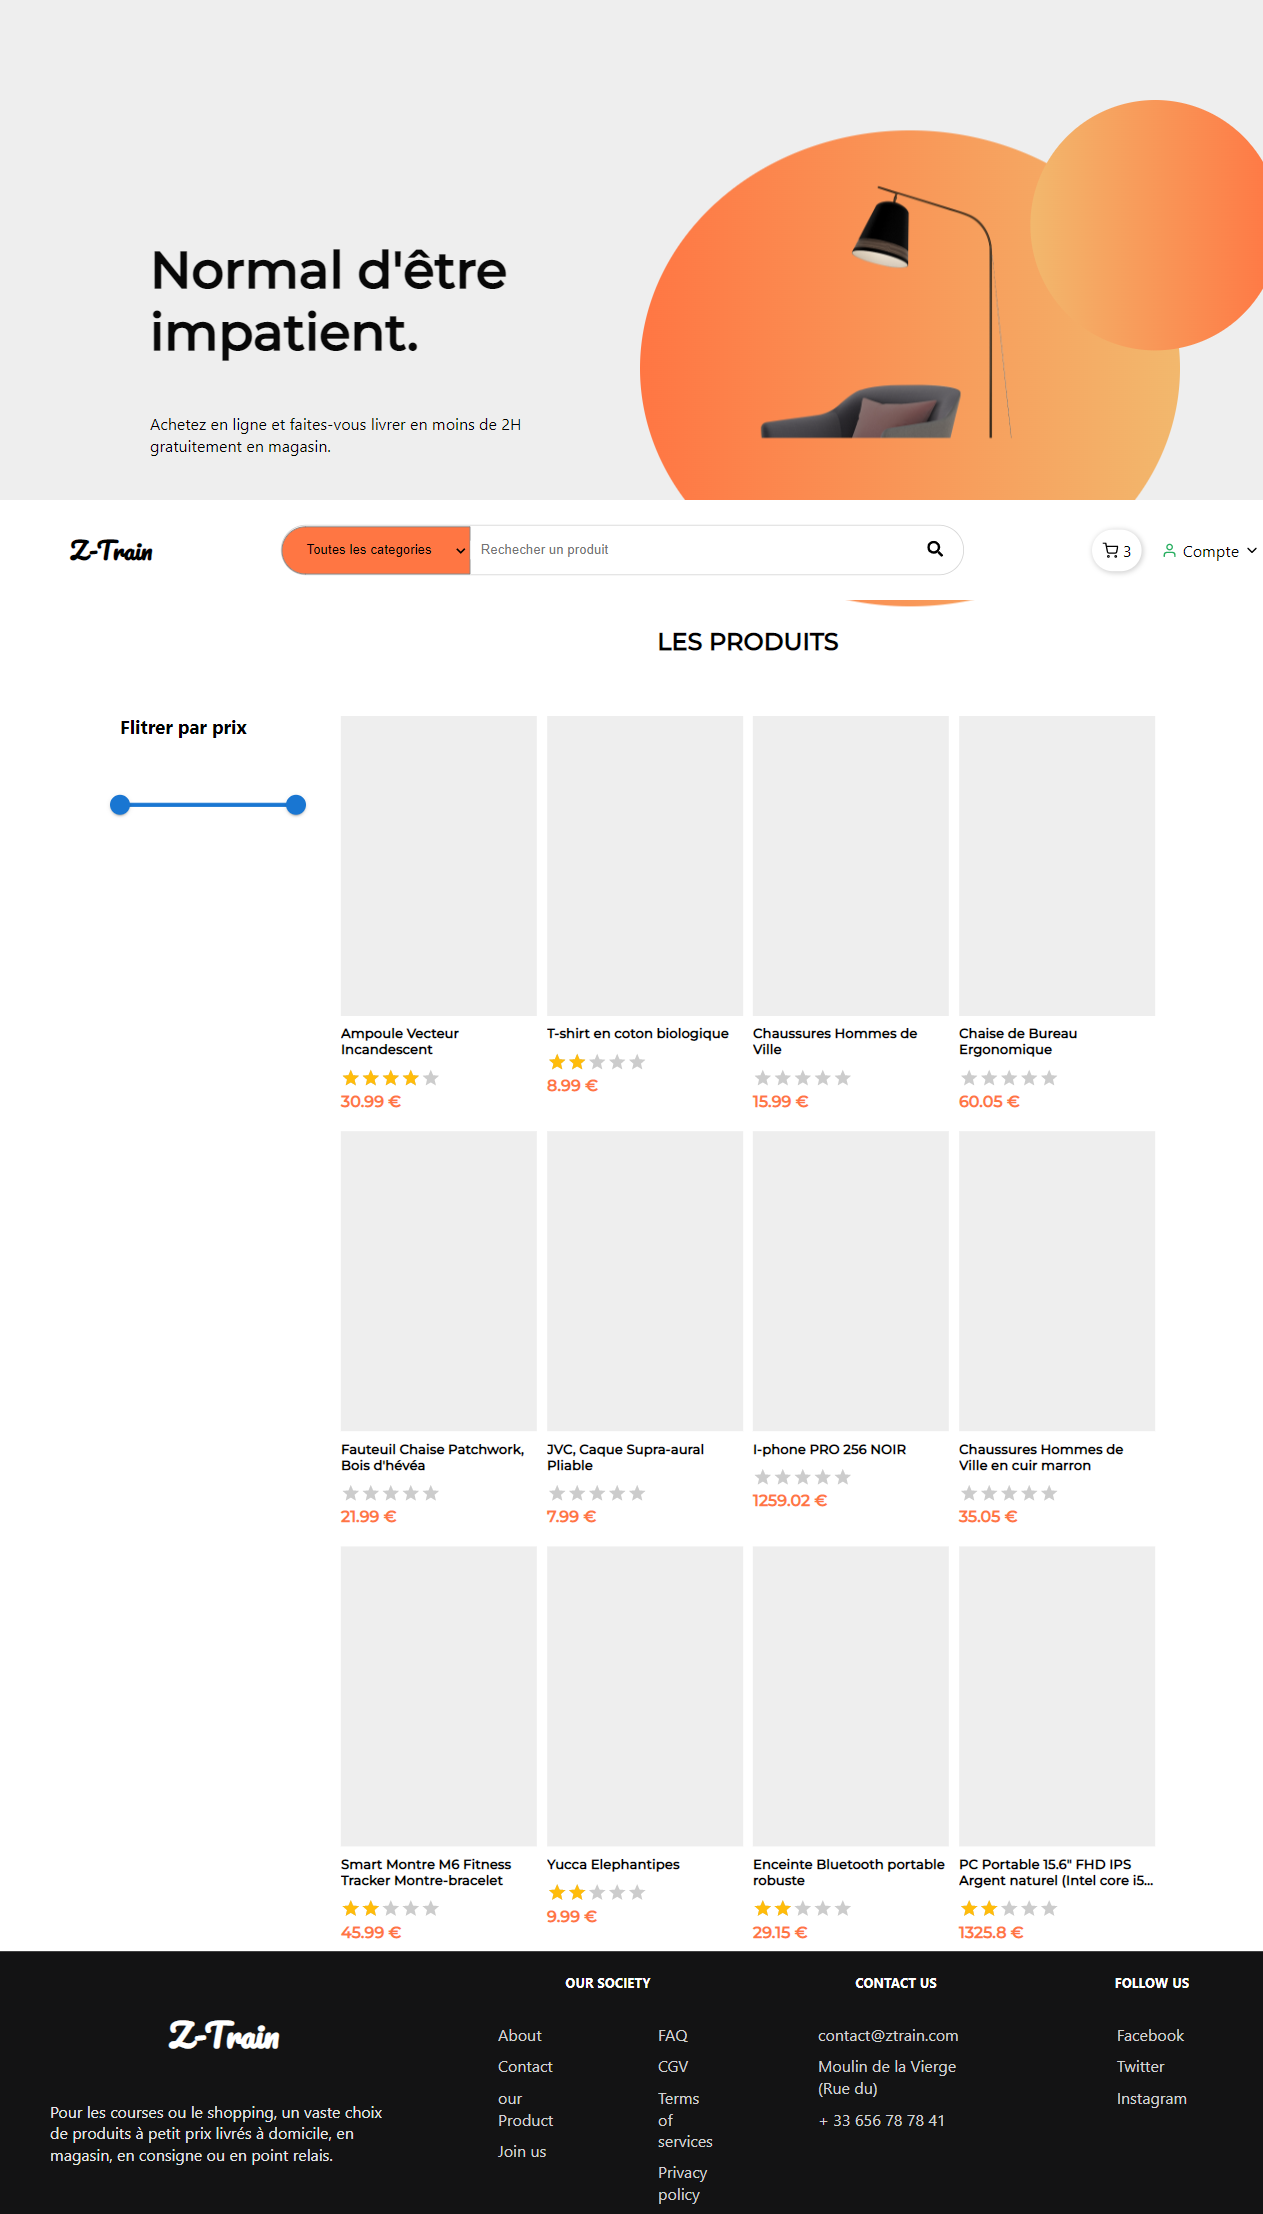 Normal d'être
impatient.
Achetez en ligne et faites-vous livrer en moins de 2H
gratuitement en magasin.
Z-Train
Toutes les categories
Rechecher un produit
3
Compte
LES PRODUITS
Flitrer par prix
Ampoule Vecteur
Incandescent
30.99 €
T-shirt en coton biologique
8.99 €
Chaussures Hommes de
Ville
15.99 €
Chaise de Bureau
Ergonomique
60.05 €
Fauteuil Chaise Patchwork,
Bois d'hévéa
21.99 €
JVC, Caque Supra-aural
Pliable
7.99 €
I-phone PRO 256 NOIR
1259.02 €
Chaussures Hommes de
Ville en cuir marron
35.05 €
Smart Montre M6 Fitness
Tracker Montre-bracelet
45.99 €
Yucca Elephantipes
9.99 €
Enceinte Bluetooth portable
robuste
29.15 €
PC Portable 15.6" FHD IPS
Argent naturel (Intel core i5...
1325.8 €
Z-Train
Pour les courses ou le shopping, un vaste choix
de produits à petit prix livrés à domicile, en
magasin, en consigne ou en point relais.
OUR SOCIETY
About
Contact
our
Product
Join us
FAQ
CGV
Terms
of
services
Privacy
policy
CONTACT US
contact@ztrain.com
Moulin de la Vierge
(Rue du)
+ 33 656 78 78 41
FOLLOW US
Facebook
Twitter
Instagram